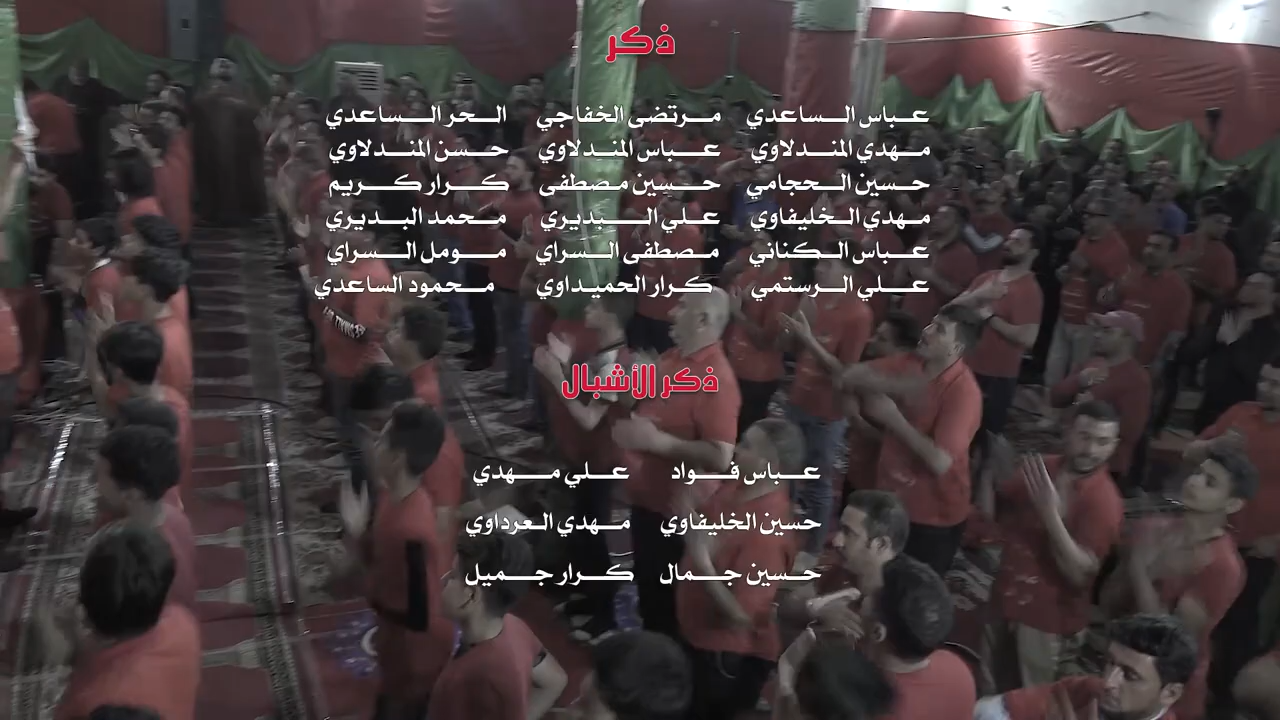 ذكر
عباس الساعدي مرتضى الخفاجي الحر الساعدي
مهدي المندلاوي عباس المندلاوي حسن المندلاوي
حسين الحجامي حسين مصطفى كرار كريم
مهدي الخليفاوي علي البديري محمد البديري
عباس الكناني مصطفى السراي مومل السراي
علي الرستمي كرار الحميداوي محمود الساعدي
ذكر الأشبال
عباس فواد علي مهدي
حسين الخليفاوي مهدي العرداوي
حسين جمال كرار جميل